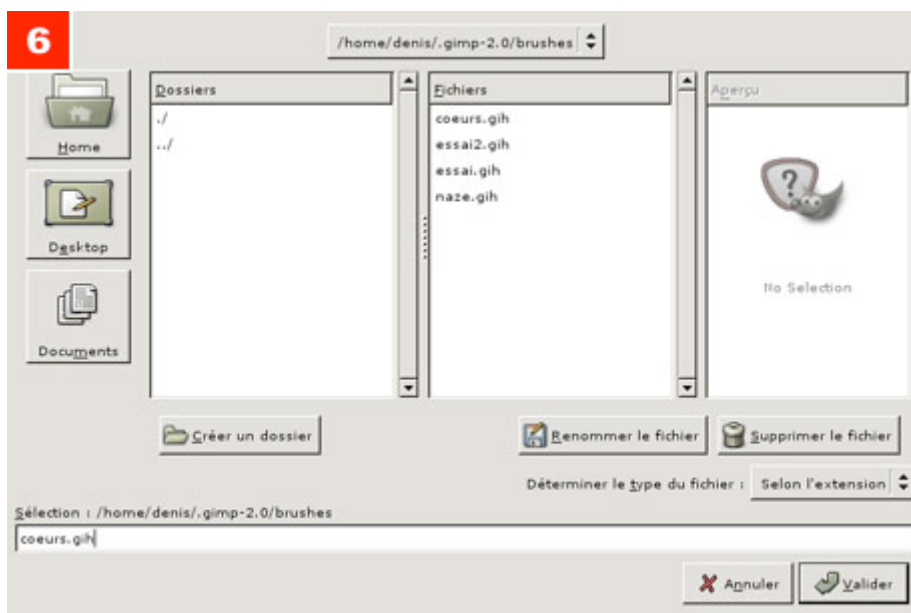 6
/home/denis/.gimp-2.0/brushes
Dossiers
Fichiers
Aperçu
./
../
coeurs.gih
essai2.gih
essai.gih
naze.gih
Home
Desktop
Documents
?
No Selection
Créer un dossier
Renommer le fichier
Supprimer le fichier
Déterminer le type du fichier :
Selon l'extension
Sélection : /home/denis/.gimp-2.0/brushes
coeurs.gih
Annuler
Valider